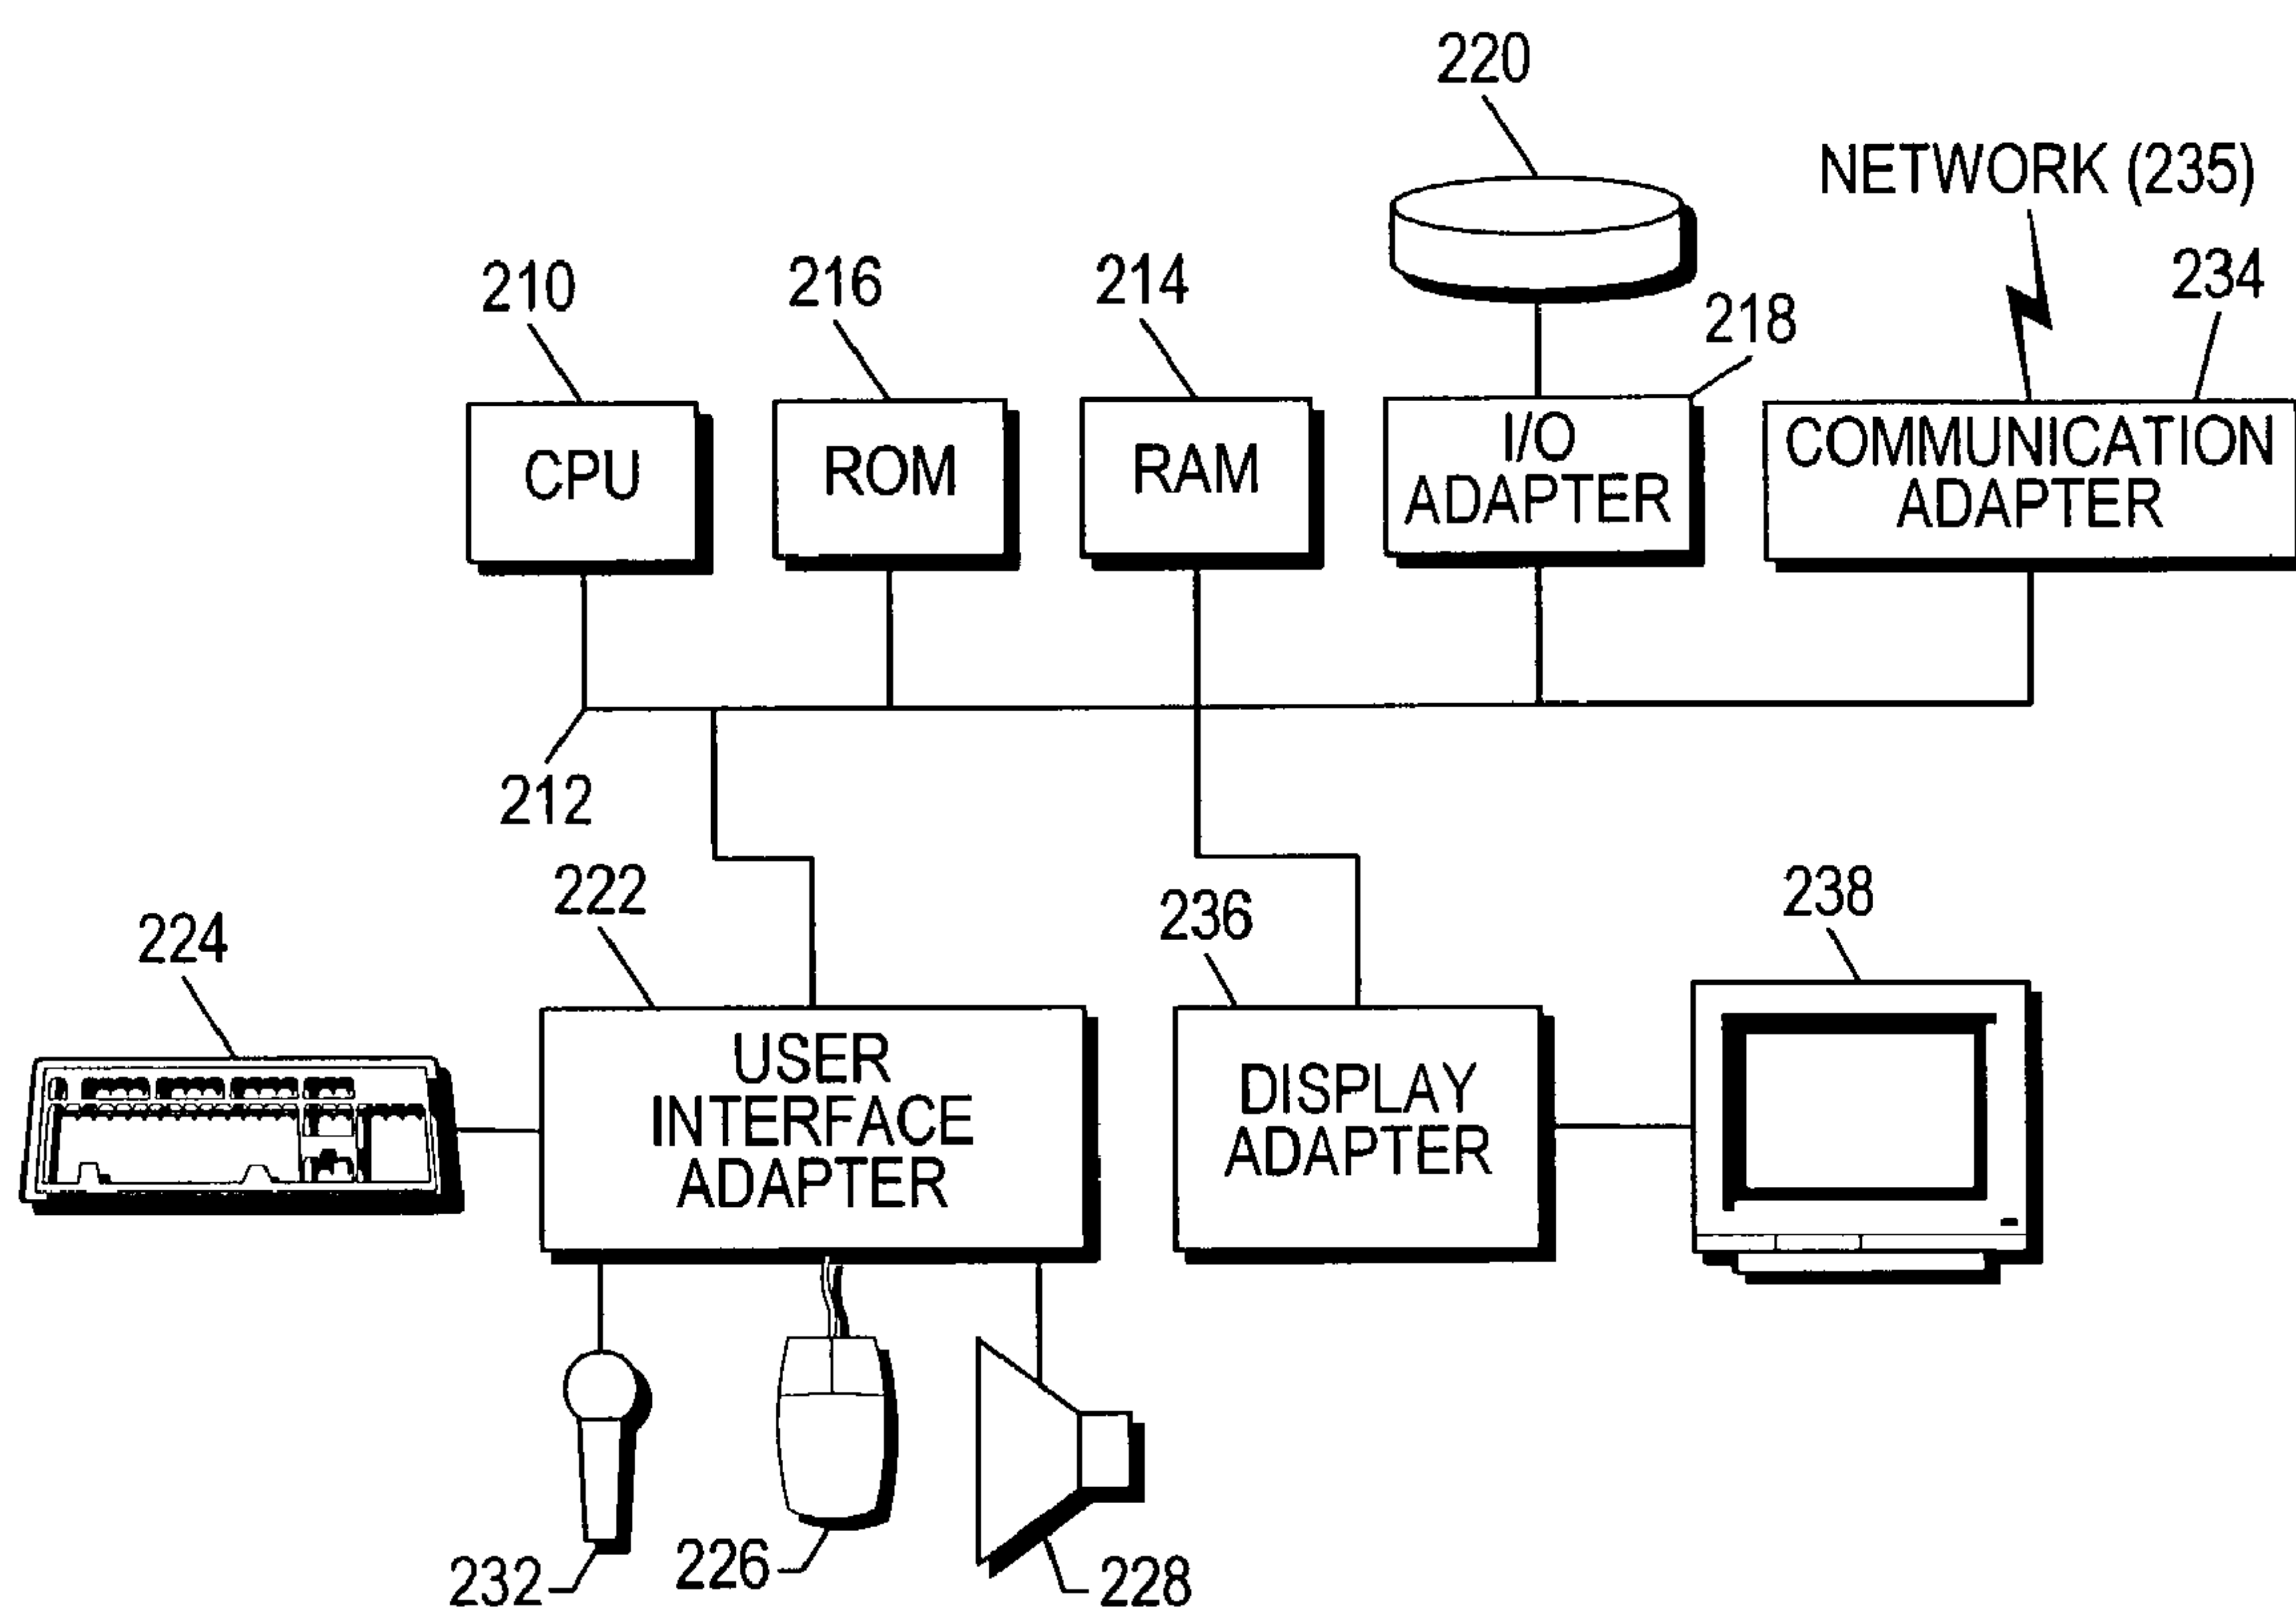 220
NETWORK (235)
210
216
214
218
234
CPU
ROM
RAM
I/O
ADAPTER
COMMUNICATION
ADAPTER
212
222
236
238
224
USER
INTERFACE
ADAPTER
DISPLAY
ADAPTER
232
226
228